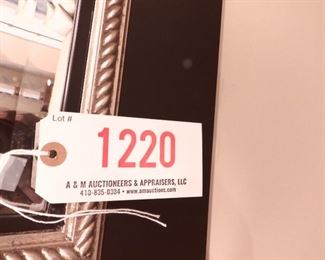 Lot #
1220
A & M AUCTIONEERS & APPRAISERS, LLC
410-835-0384 • www.amauctions.com